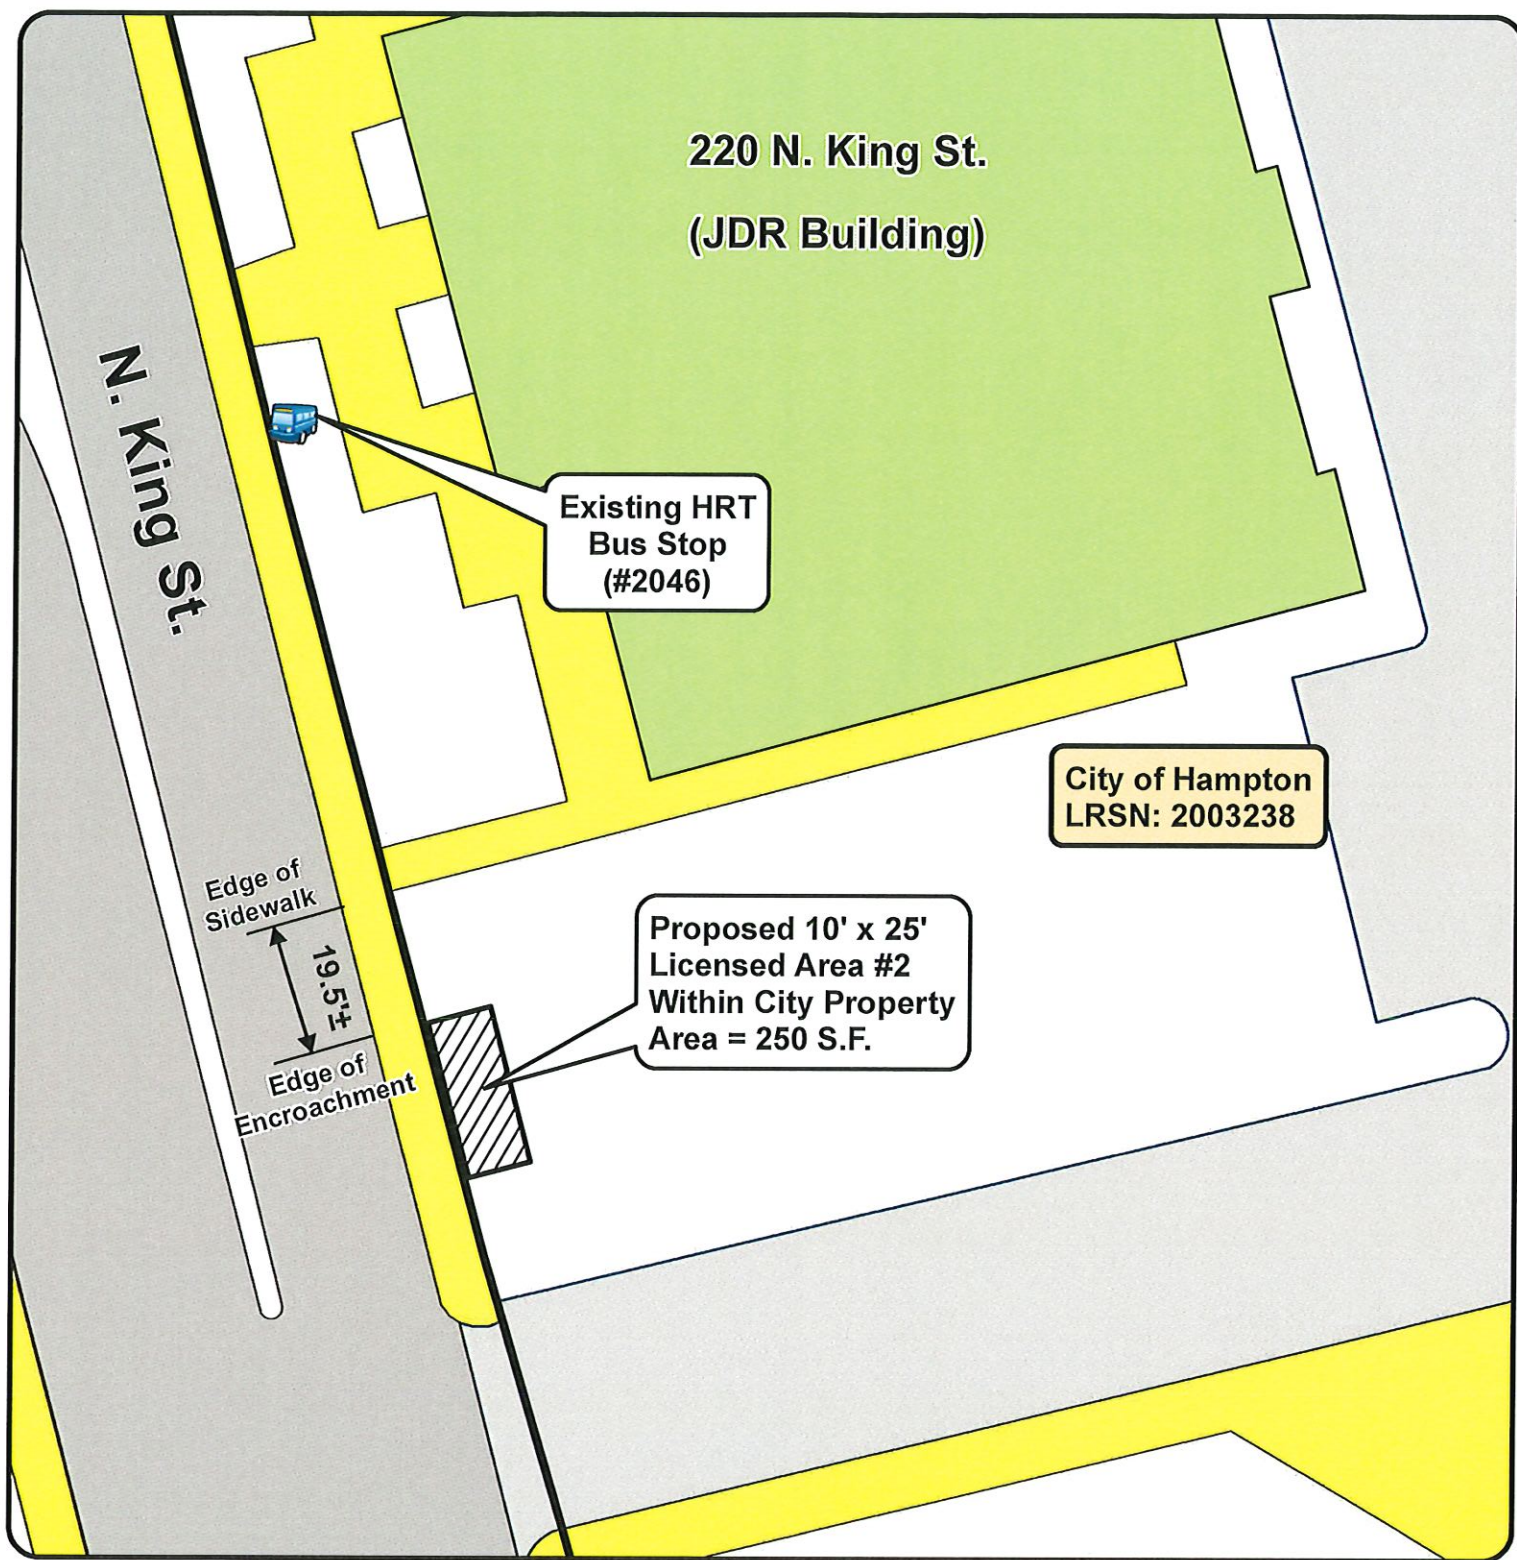 220 N. King St.
(JDR Building)
N. King St.
Existing HRT
Bus Stop
(#2046)
City of Hampton
LRSN: 2003238
Edge of
Sidewalk
19.5'±
Edge of
Encroachment
Proposed 10' x 25'
Licensed Area #2
Within City Property
Area = 250 S.F.